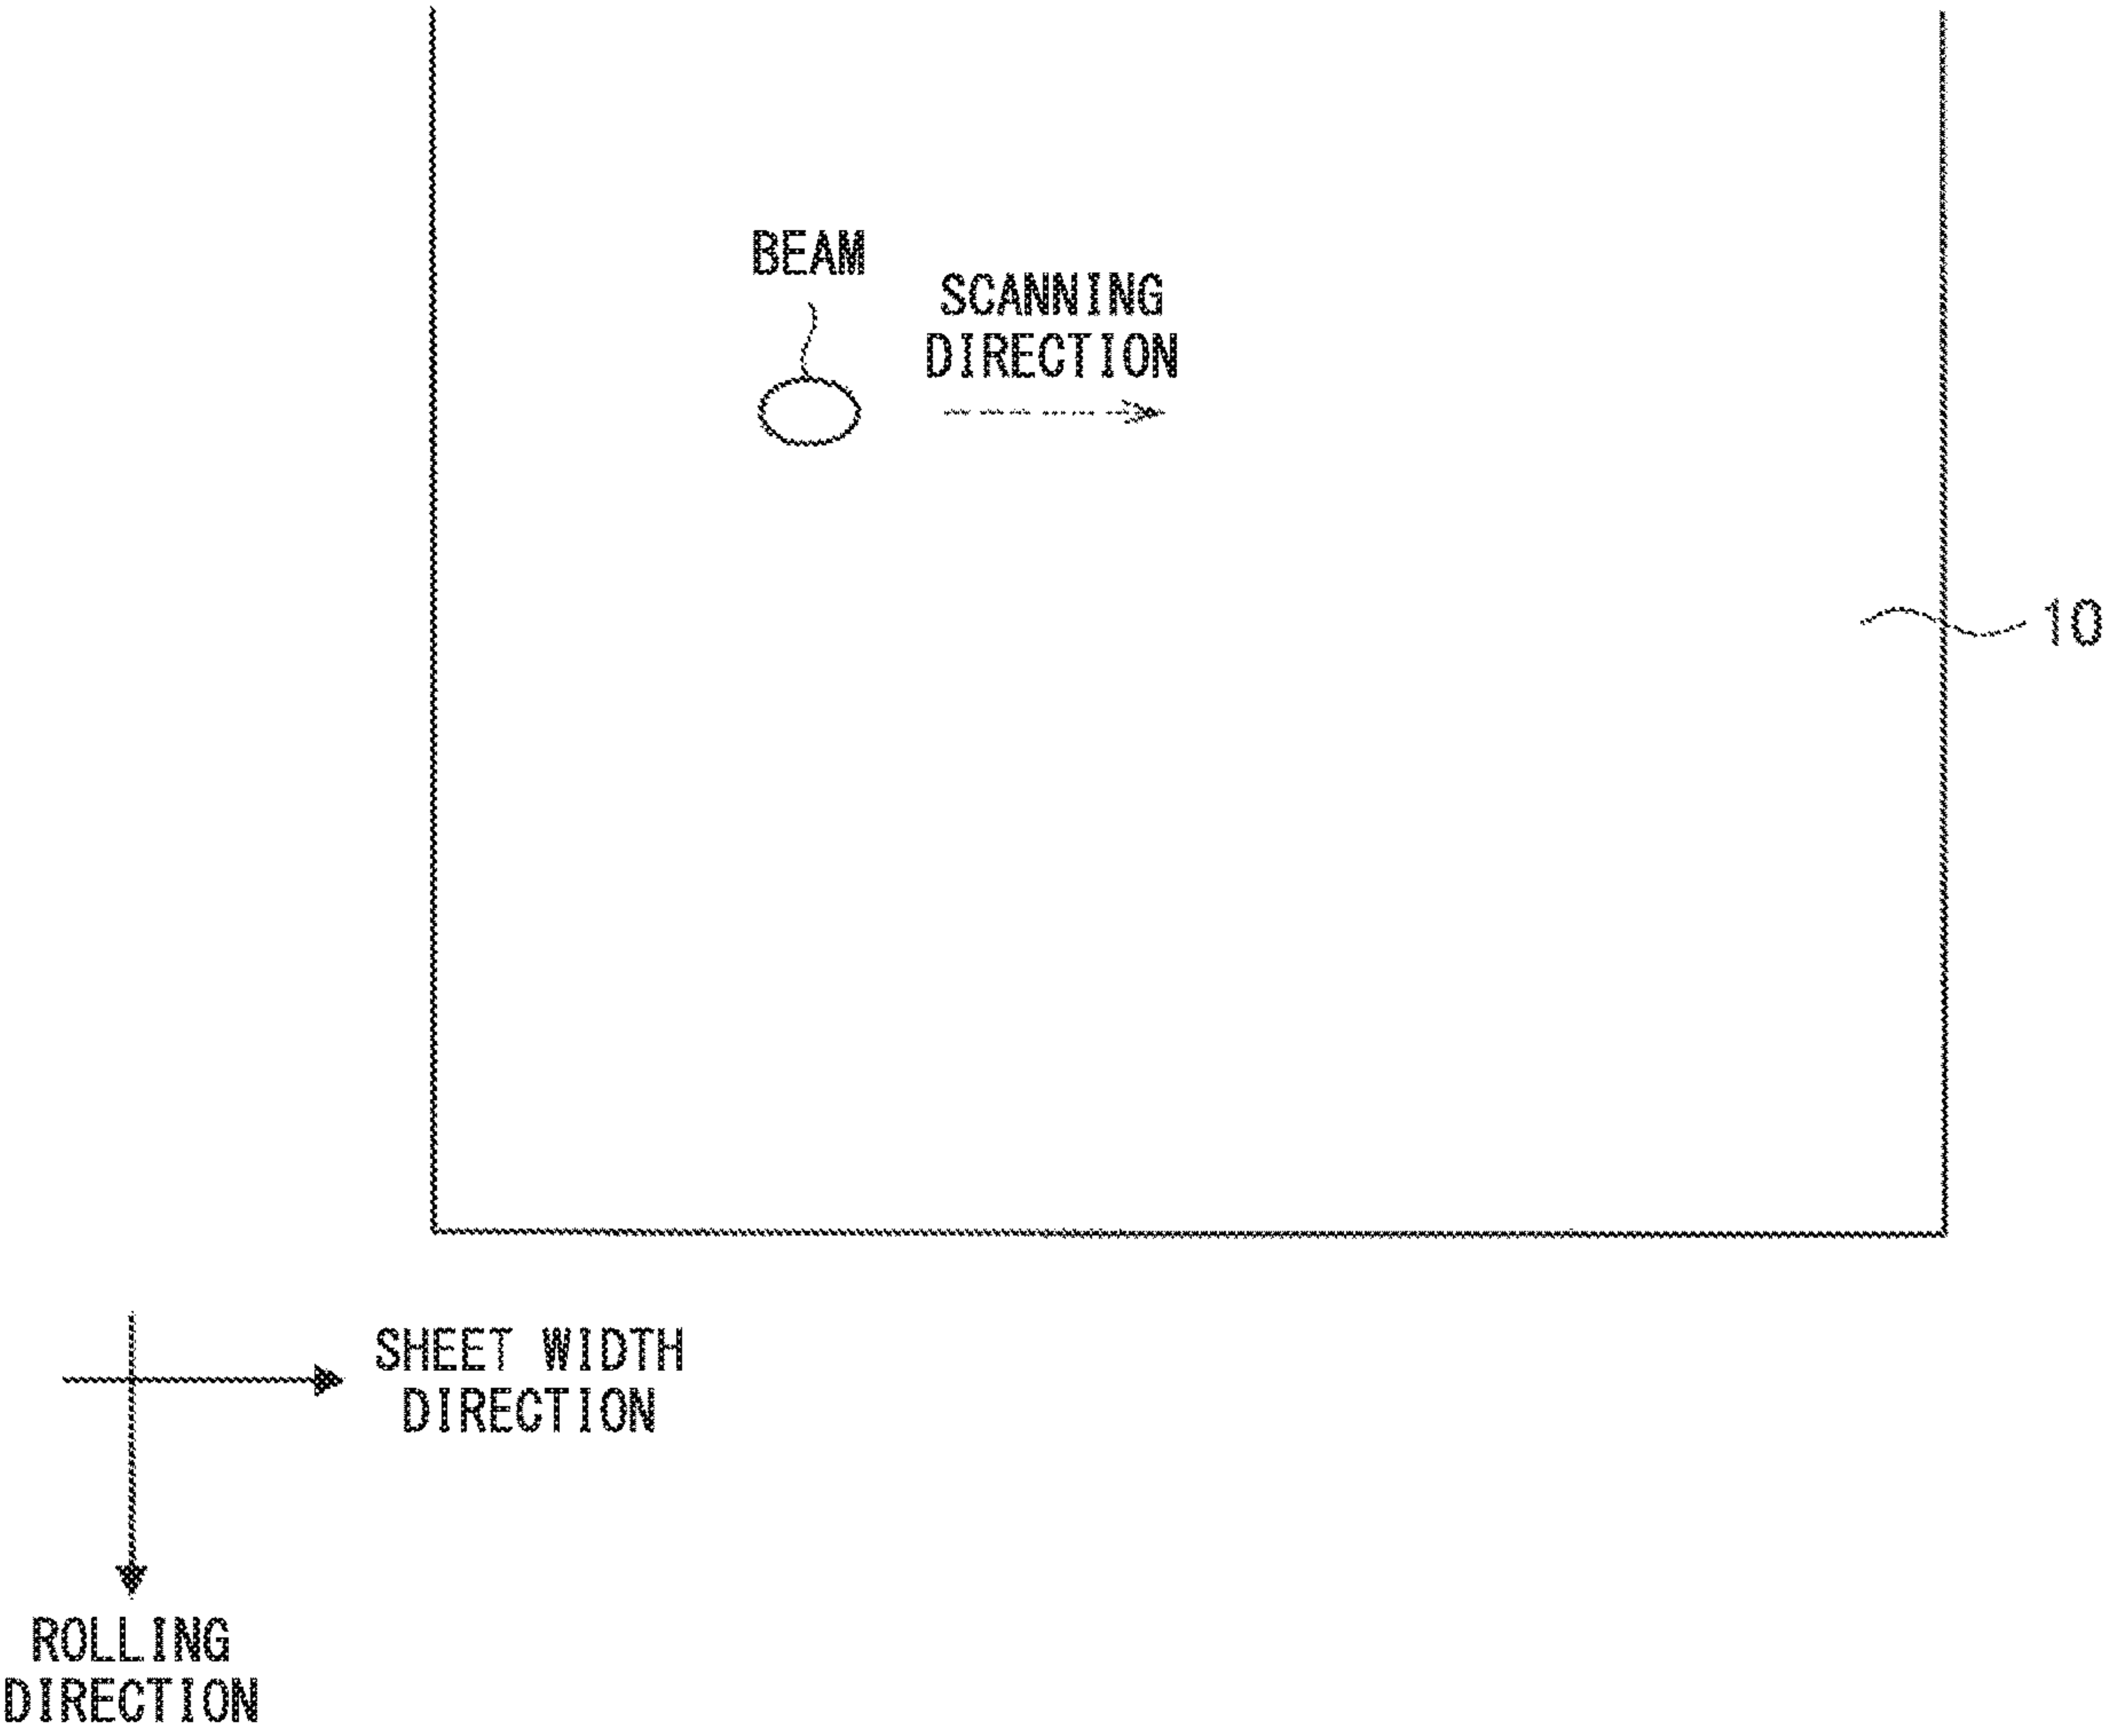 BEAM
SCANNING
DIRECTION
10
SHEET WIDTH
DIRECTION
ROLLING
DIRECTION